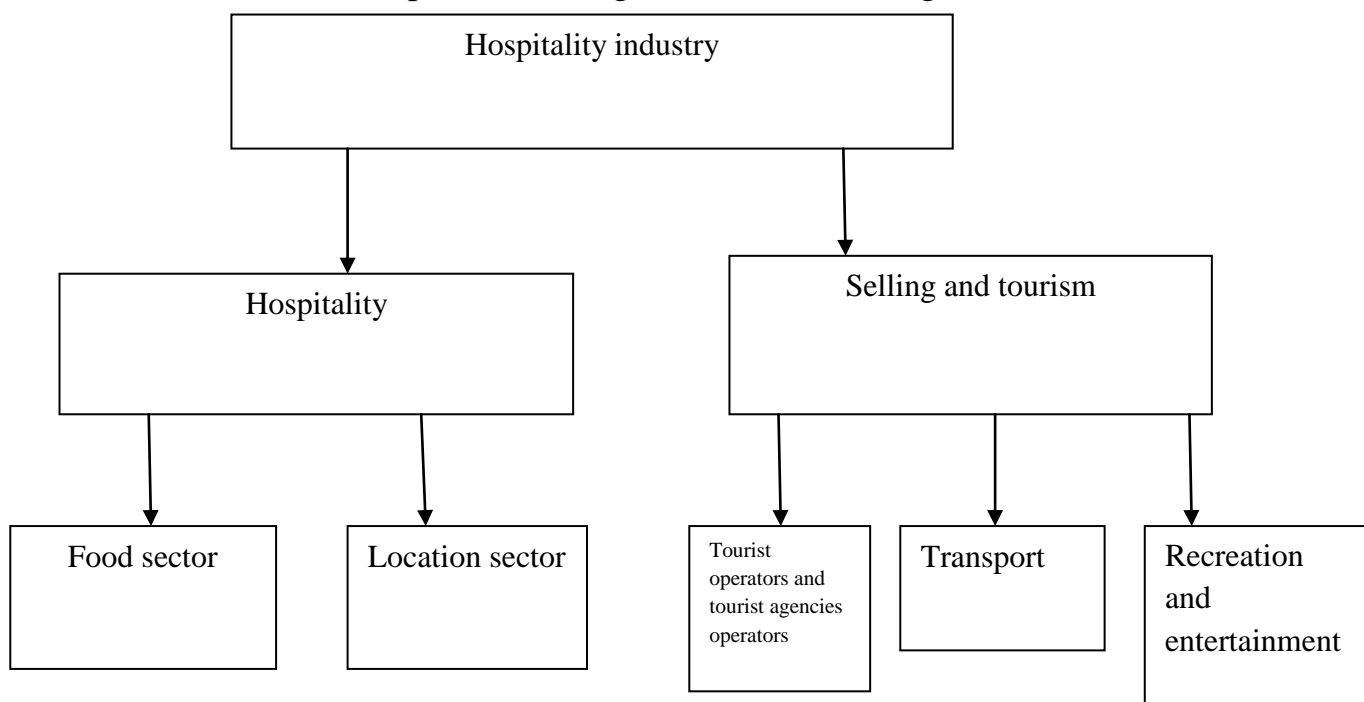 Hospitality industry
Hospitality
Selling and tourism
Food sector
Location sector
Tourist
operators and
tourist agencies
operators
Transport
Recreation
and
entertainment